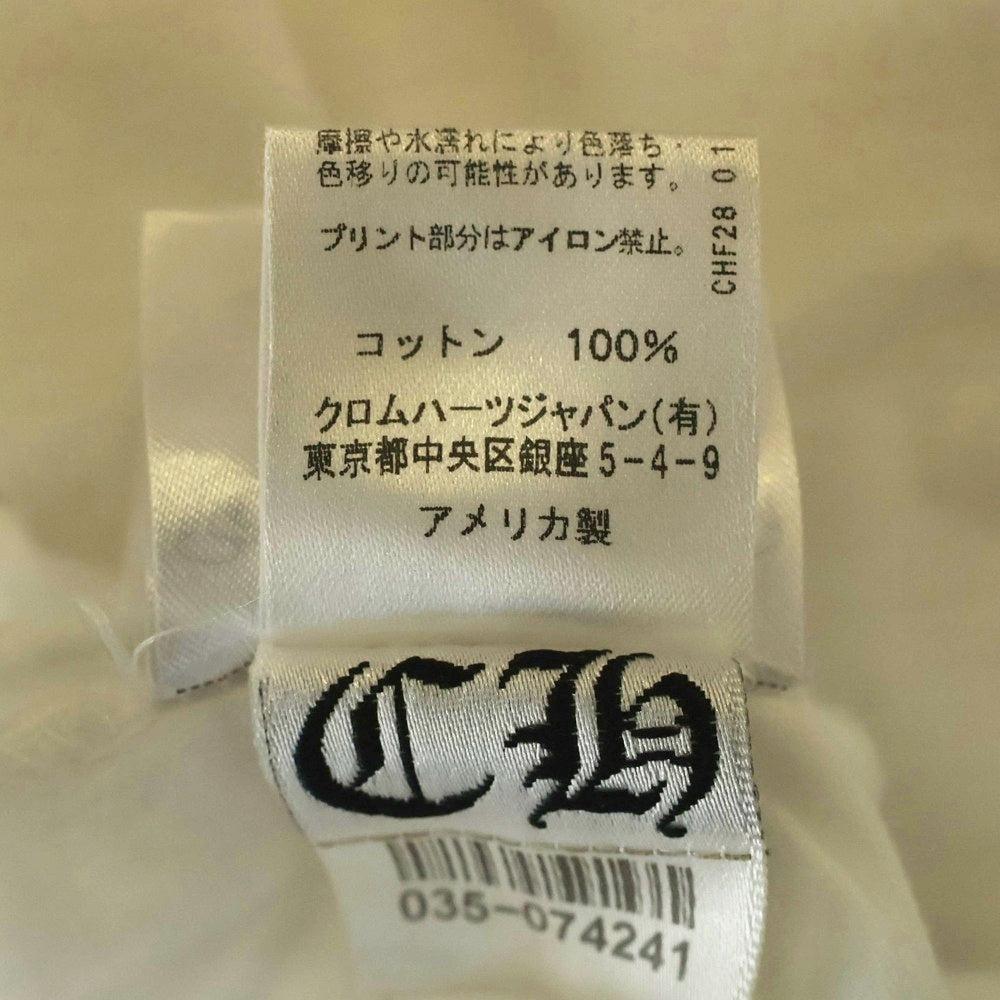 摩擦や水濡れにより色落ち・
色移りの可能性があります。
プリント部分はアイロン禁止。
CHF28 01
コットン 100%
クロムハーツジャパン(有)
東京都中央区銀座5-4-9
アメリカ製
CH
035-074241